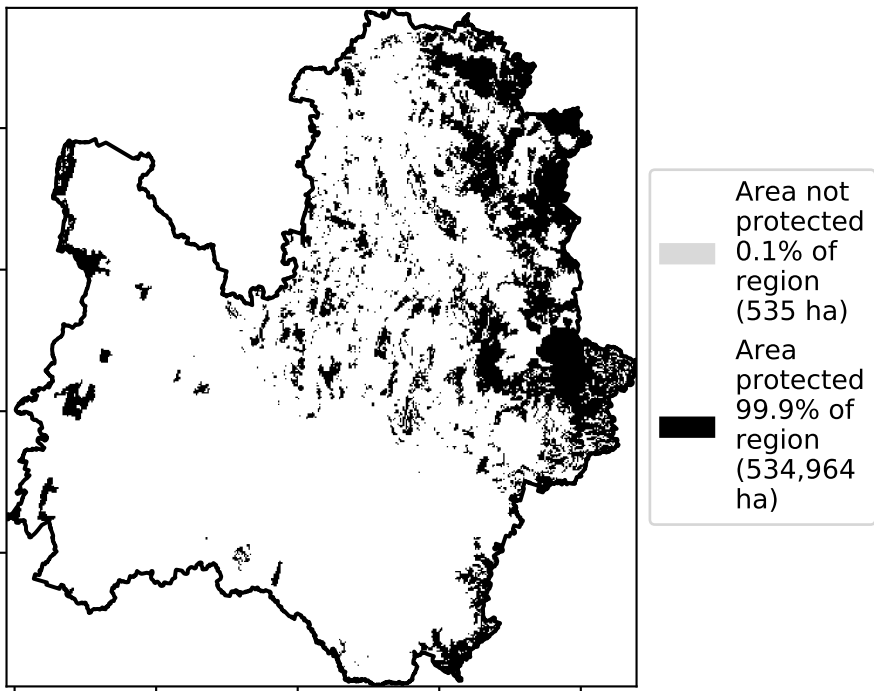 Area not
protected
0.1% of
region
(535 ha)
Area
protected
99.9% of
region
(534,964
ha)